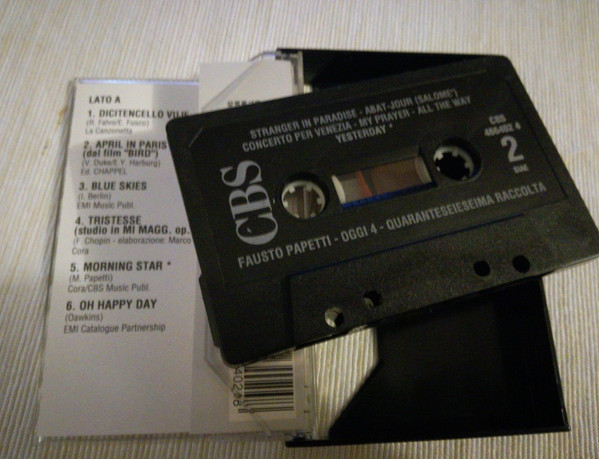 LATO A
1. DICITENCELLO
(R. Falvo/E. Fusco)
La Canzonetta
2. APRIL IN PARIS
(dal film "BIRD")
(V. Duke/E.Y. Harburg)
Ed. CHAPPEL
3. BLUE SKIES
(I. Berlin)
EMI Music Publ.
4. TRISTESSE
(studio in MI MAGG. op.
(F. Chopin - elaborazione: Marco
Cora
5. MORNING STAR *
(M. Papetti)
Cora/CBS Music Publ.
6. OH HAPPY DAY
(Dawkins)
EMI Catalogue Partnership
STRANGER IN PARADISE - ABAT-JOUR (SALOME')
CONCERTO PER VENEZIA - MY PRAYER - ALL THE WAY
YESTERDAY *
CBS
466402 4
2
SIDE
CBS
FAUSTO PAPETTI - OGGI 4 - QUARANTESEIESEIMA RACCOLTA